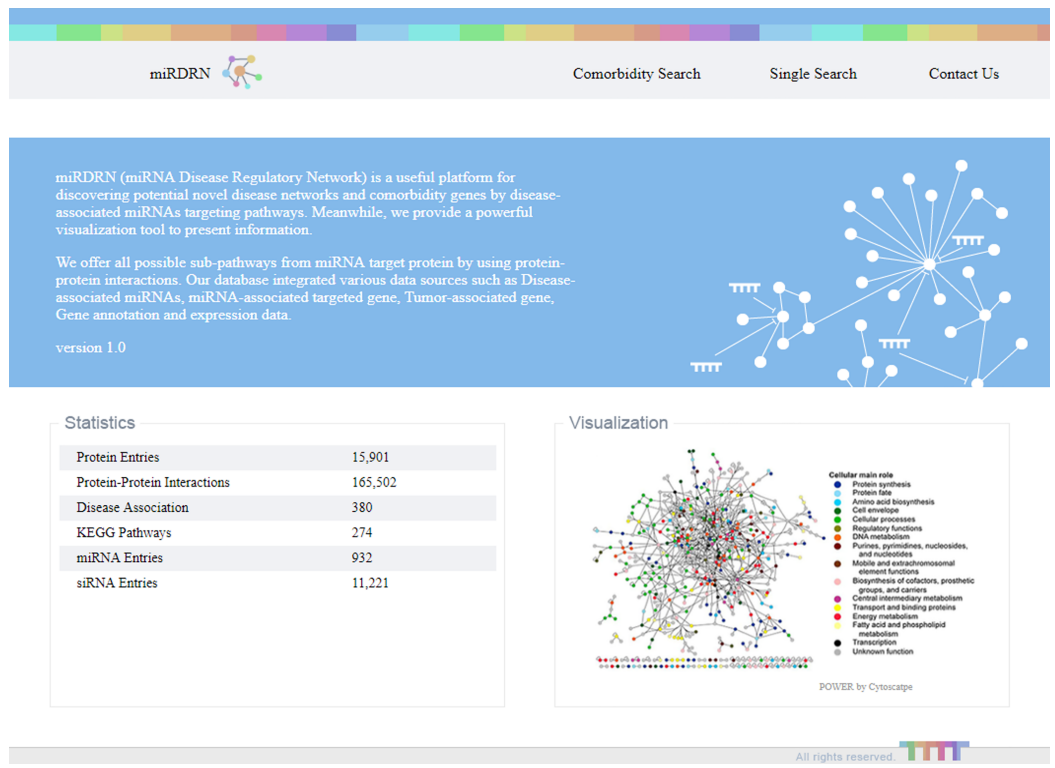 miRDRN
Comorbidity Search
Single Search
Contact Us
miRDRN (miRNA Disease Regulatory Network) is a useful platform for
discovering potential novel disease networks and comorbidity genes by disease-
associated miRNAs targeting pathways. Meanwhile, we provide a powerful
visualization tool to present information.
We offer all possible sub-pathways from miRNA target protein by using protein-
protein interactions. Our database integrated various data sources such as Disease-
associated miRNAs, miRNA-associated targeted gene, Tumor-associated gene,
Gene annotation and expression data.
version 1.0
Statistics
Protein Entries 15,901
Protein-Protein Interactions 165,502
Disease Association 380
KEGG Pathways 274
miRNA Entries 932
siRNA Entries 11,221
Visualization
Cellular main role
Protein synthesis
Protein fate
Amino acid biosynthesis
Cell envelope
Cellular processes
Regulatory functions
DNA metabolism
Purines, pyrimidines, nucleosides,
and nucleotides
Mobile and extrachromosomal
element functions
Biosynthesis of cofactors, prosthetic
groups, and carriers
Central intermediary metabolism
Transport and binding proteins
Energy metabolism
Fatty acid and phospholipid
metabolism
Transcription
Unknown function
POWER by Cytoscatpe
All rights reserved.